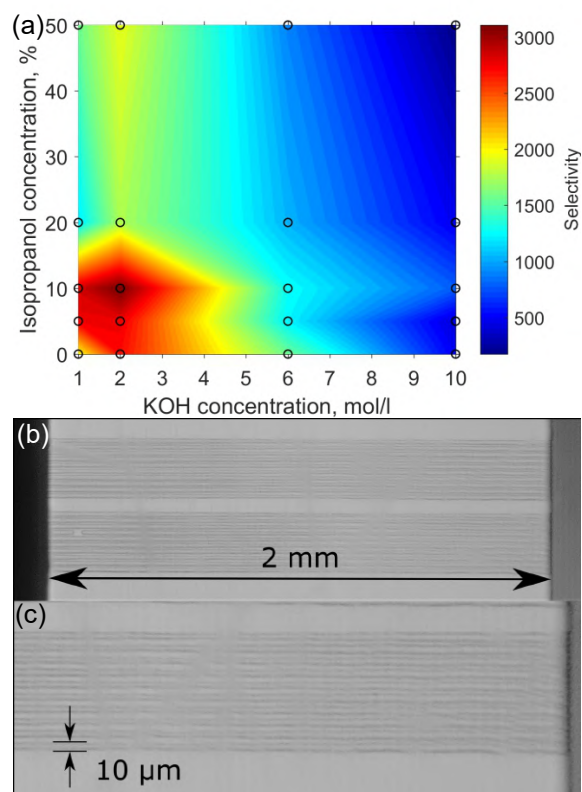 (a)
50
40
30
20
10
0
Isopropanol concentration, %
1 2 3 4 5 6 7 8 9 10
KOH concentration, mol/l
3000
2500
2000
1500
1000
500
Selectivity
(b)
2 mm
(c)
10 μm